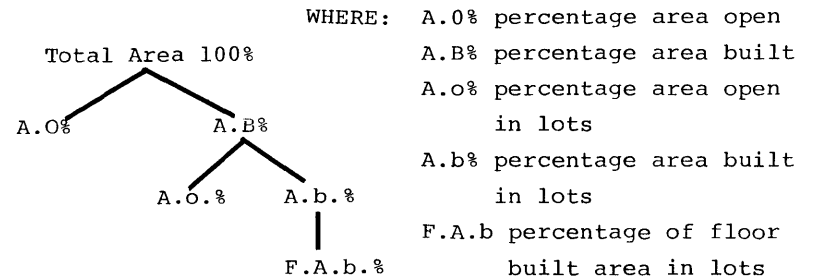 WHERE: A.O% percentage area open
Total Area 100%
A.B% percentage area built
A.o% percentage area open
in lots
A.O%
A.B%
A.b% percentage area built
in lots
A.o.%
A.b.%
F.A.b percentage of floor
built area in lots
F.A.b.%